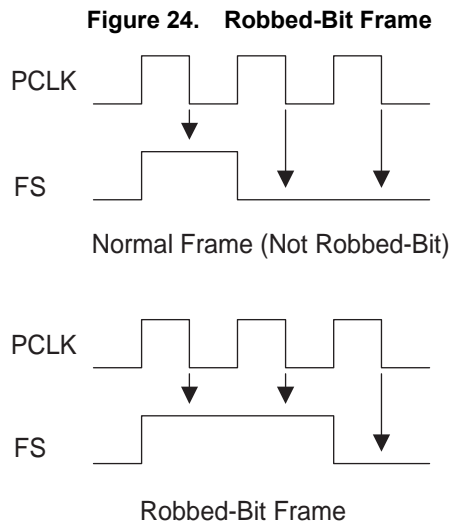 Figure 24. Robbed-Bit Frame
PCLK
FS
Normal Frame (Not Robbed-Bit)
PCLK
FS
Robbed-Bit Frame